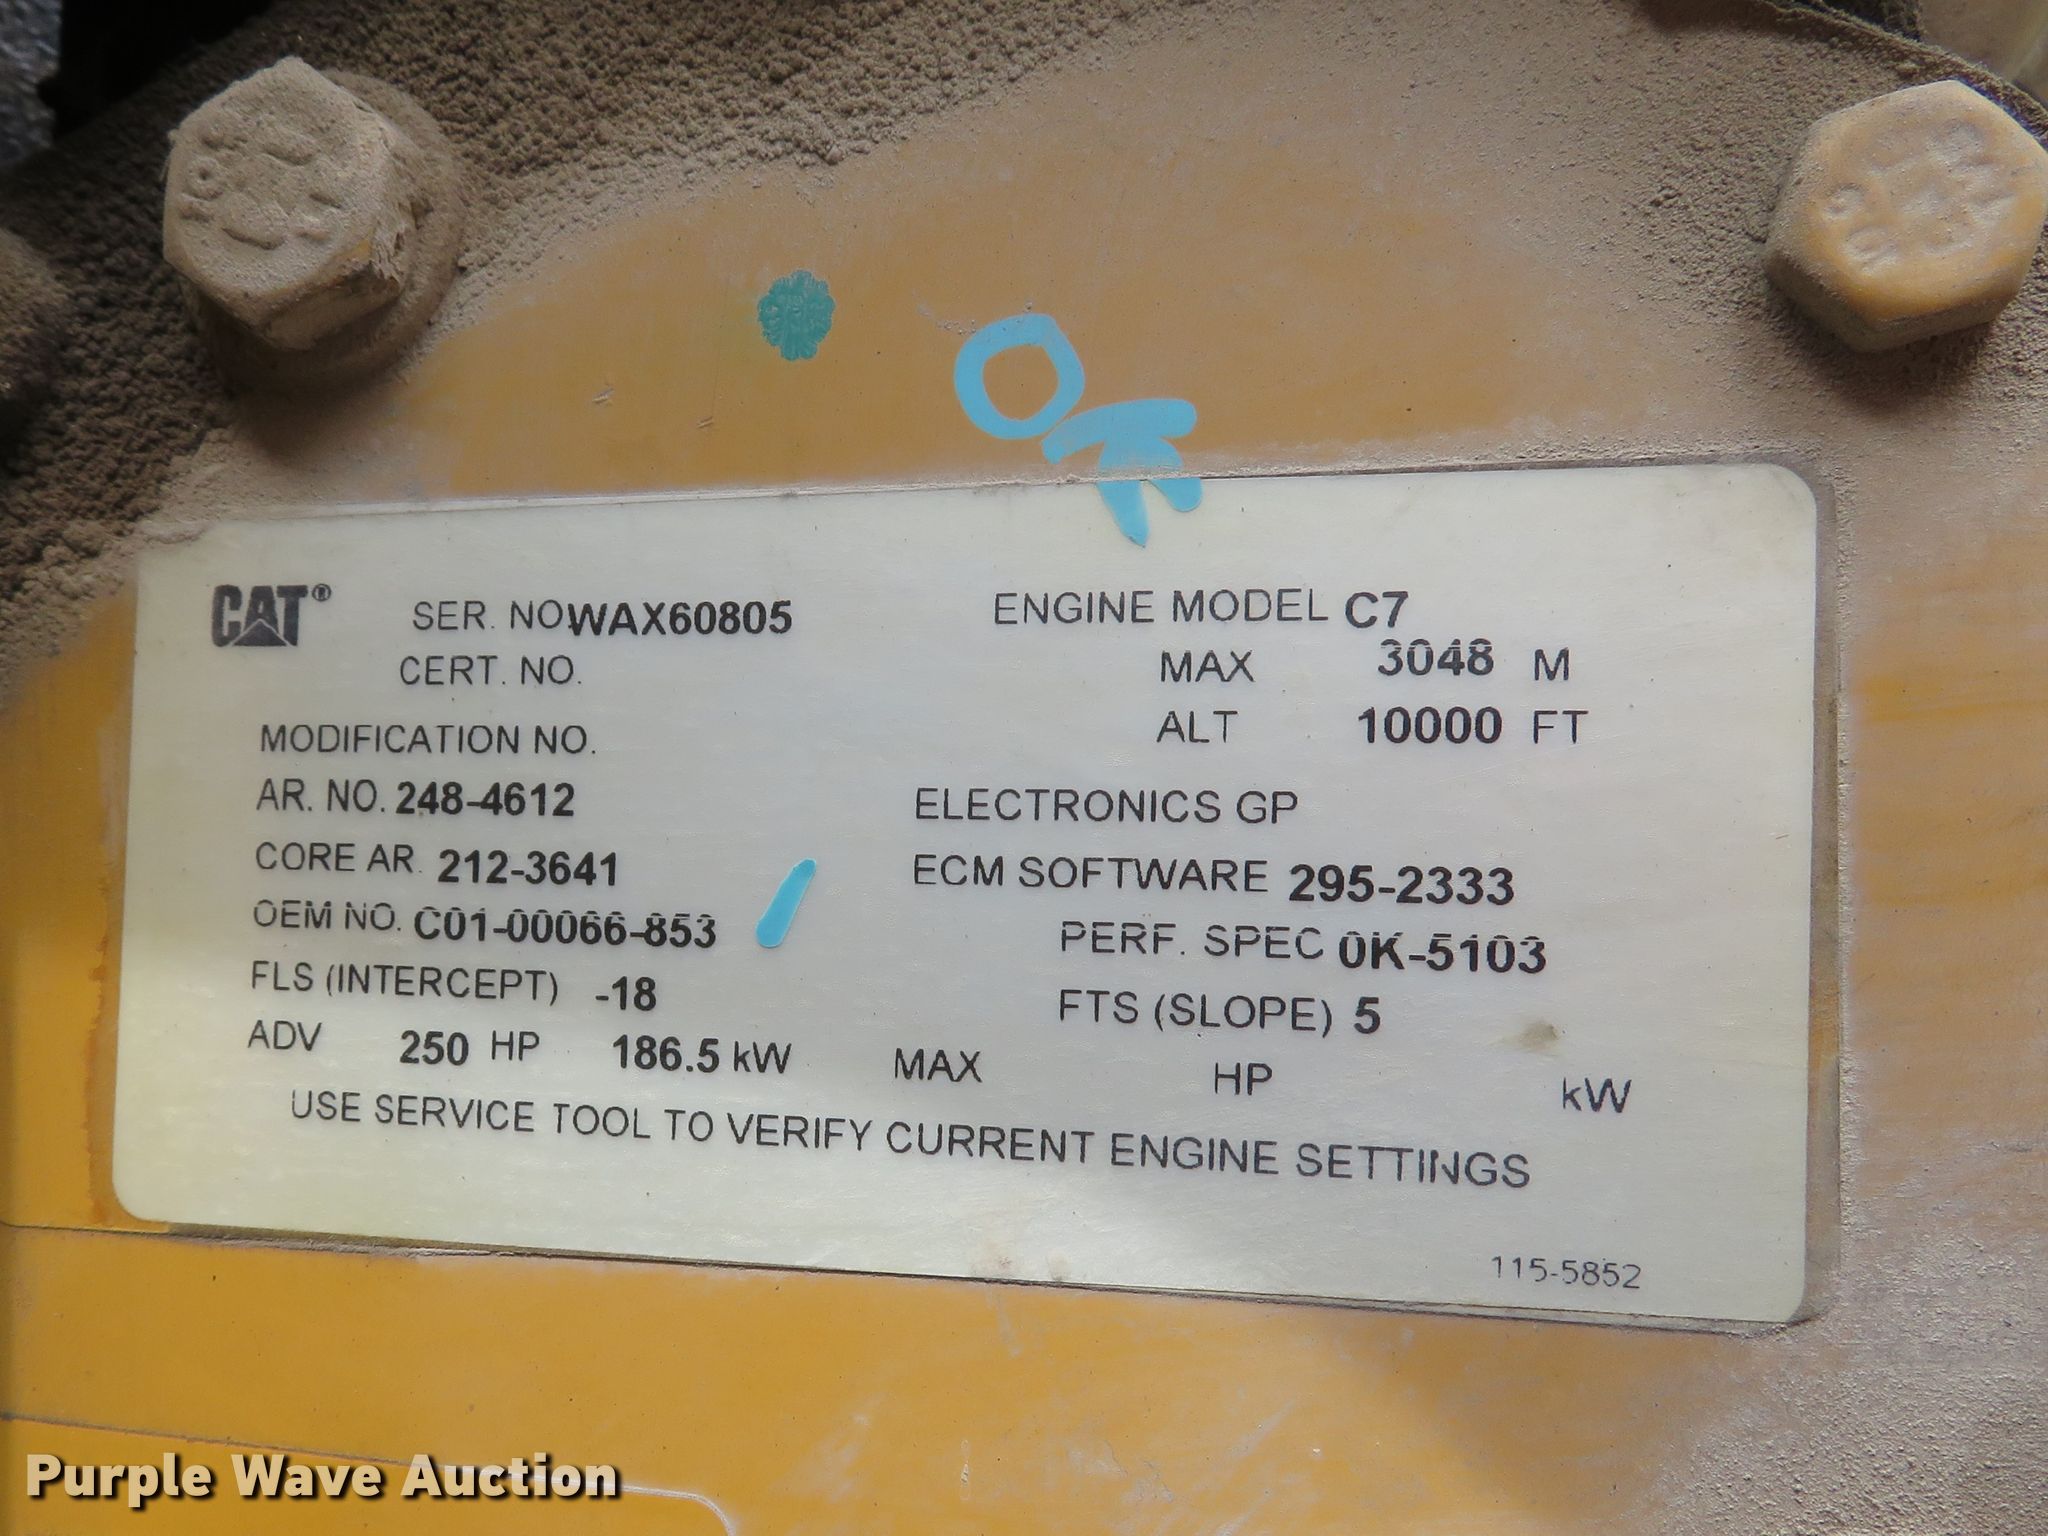 OK
CAT®
SER. NO WAX60805
ENGINE MODEL C7
CERT. NO.
MAX 3048 M
MODIFICATION NO.
ALT 10000 FT
AR. NO. 248-4612
ELECTRONICS GP
CORE AR. 212-3641
ECM SOFTWARE 295-2333
OEM NO. C01-00066-853
PERF. SPEC 0K-5103
FLS (INTERCEPT) -18
FTS (SLOPE) 5
ADV 250 HP 186.5 kW MAX HP kW
USE SERVICE TOOL TO VERIFY CURRENT ENGINE SETTINGS
115-5852
Purple Wave Auction